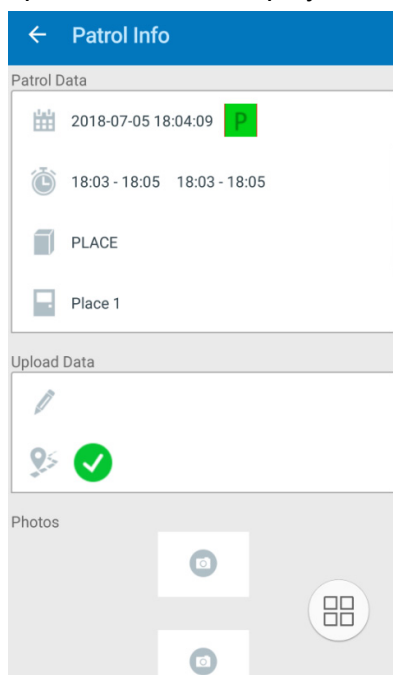 Patrol Info
Patrol Data
2018-07-05 18:04:09 P
18:03 - 18:05 18:03 - 18:05
PLACE
Place 1
Upload Data
Photos